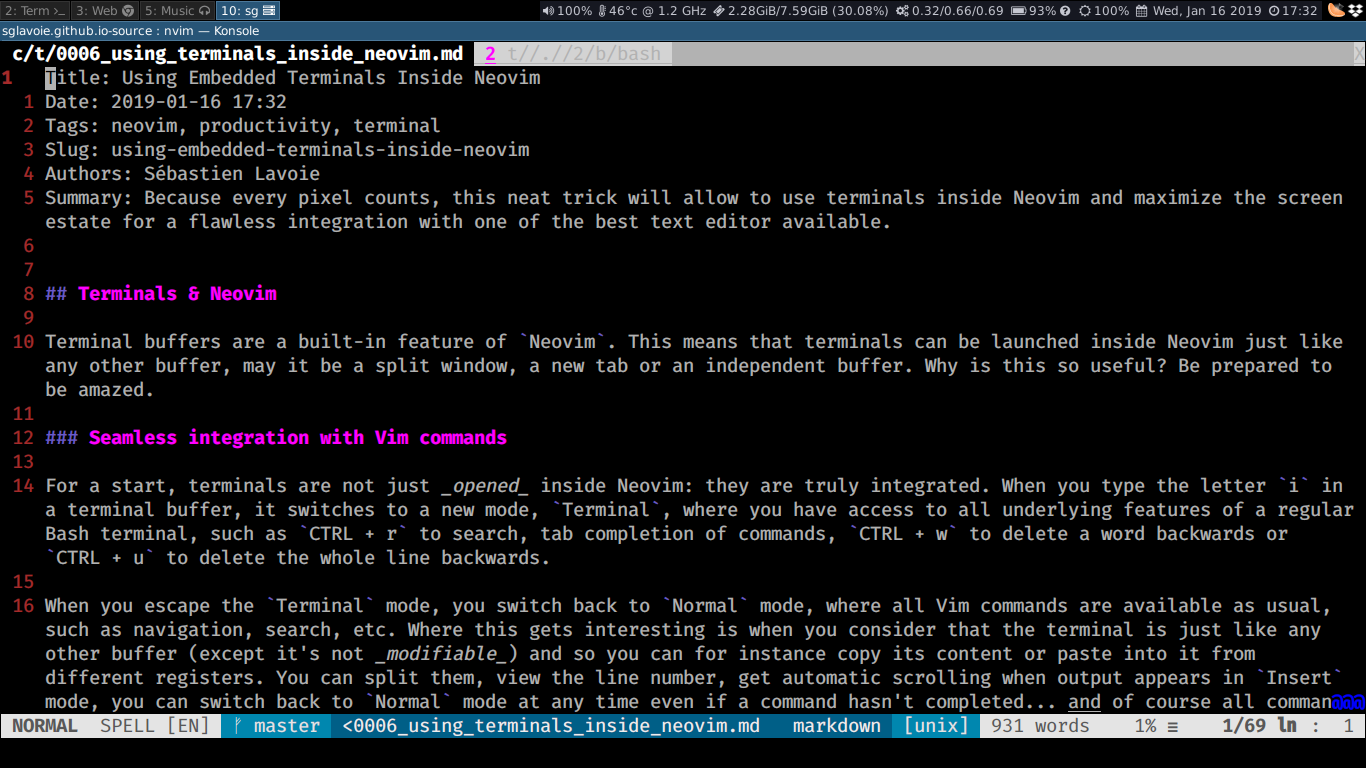 2: Term 3: Web 5: Music 10: sg 100% 46°c @ 1.2 GHz 2.28GiB/7.59GiB (30.08%) 0.32/0.66/0.69 93% 100% Wed, Jan 16 2019 17:32
sglavoie.github.io-source : nvim — Konsole
c/t/0006_using_terminals_inside_neovim.md 2 t//.//2/b/bash X
1 Title: Using Embedded Terminals Inside Neovim
1 Date: 2019-01-16 17:32
2 Tags: neovim, productivity, terminal
3 Slug: using-embedded-terminals-inside-neovim
4 Authors: Sébastien Lavoie
5 Summary: Because every pixel counts, this neat trick will allow to use terminals inside Neovim and maximize the screen
estate for a flawless integration with one of the best text editor available.
6
7
8 ## Terminals & Neovim
9
10 Terminal buffers are a built-in feature of `Neovim`. This means that terminals can be launched inside Neovim just like
any other buffer, may it be a split window, a new tab or an independent buffer. Why is this so useful? Be prepared to
be amazed.
11
12 ### Seamless integration with Vim commands
13
14 For a start, terminals are not just _opened_ inside Neovim: they are truly integrated. When you type the letter `i` in
a terminal buffer, it switches to a new mode, `Terminal`, where you have access to all underlying features of a regular
Bash terminal, such as `CTRL + r` to search, tab completion of commands, `CTRL + w` to delete a word backwards or
`CTRL + u` to delete the whole line backwards.
15
16 When you escape the `Terminal` mode, you switch back to `Normal` mode, where all Vim commands are available as usual,
such as navigation, search, etc. Where this gets interesting is when you consider that the terminal is just like any
other buffer (except it's not _modifiable_) and so you can for instance copy its content or paste into it from
different registers. You can split them, view the line number, get automatic scrolling when output appears in `Insert`
mode, you can switch back to `Normal` mode at any time even if a command hasn't completed... and of course all comman@@@
NORMAL SPELL [EN] master <0006_using_terminals_inside_neovim.md markdown [unix] 931 words 1% ≡ 1/69 ln : 1